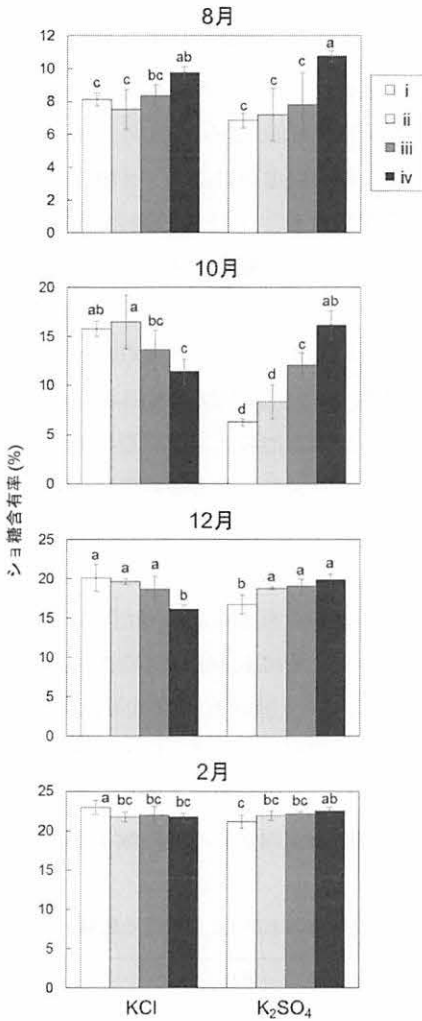 8月
12
10
8
6
4
2
0
c c bc ab c c c a
i
ii
iii
iv
10月
20
15
10
5
0
ab a bc c d d c ab
ショ糖含有率 (%)
12月
25
20
15
10
5
0
a a a b b a a a
2月
25
20
15
10
5
0
a bc bc bc c bc bc ab
KCl K₂SO₄